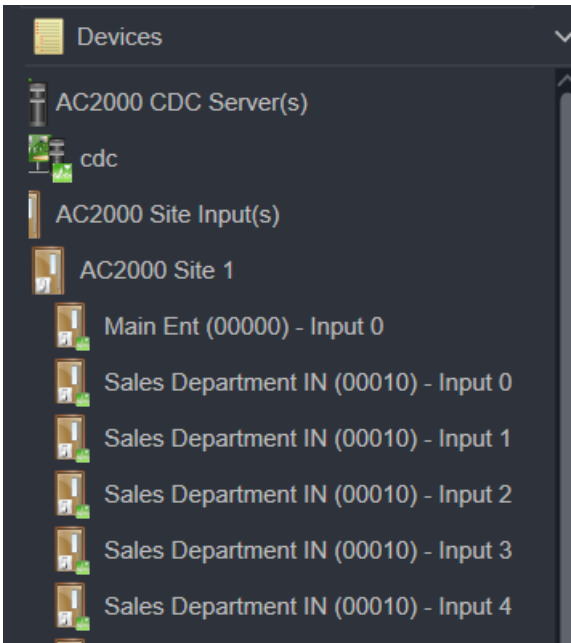 Devices
AC2000 CDC Server(s)
cdc
AC2000 Site Input(s)
AC2000 Site 1
Main Ent (00000) - Input 0
Sales Department IN (00010) - Input 0
Sales Department IN (00010) - Input 1
Sales Department IN (00010) - Input 2
Sales Department IN (00010) - Input 3
Sales Department IN (00010) - Input 4